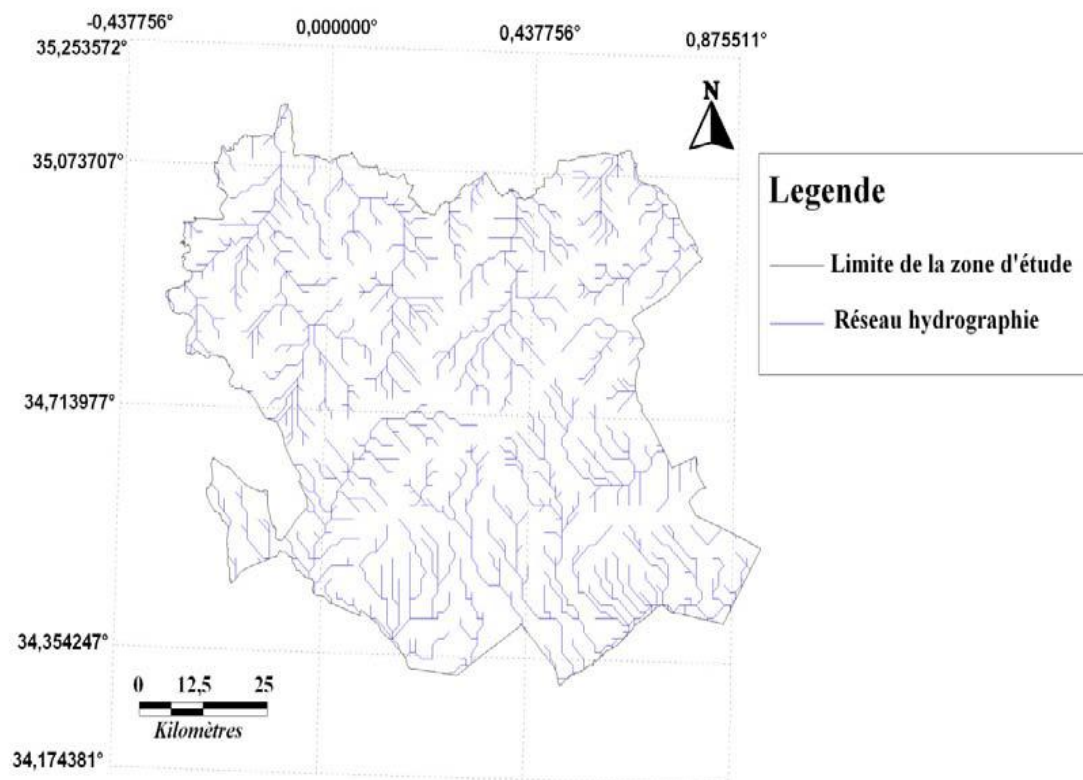 -0,437756°
0,000000°
0,437756°
0,875511°
35,253572°
N
35,073707°
Legende
Limite de la zone d'étude
Réseau hydrographie
34,713977°
34,354247°
0 12,5 25
Kilomètres
34,174381°